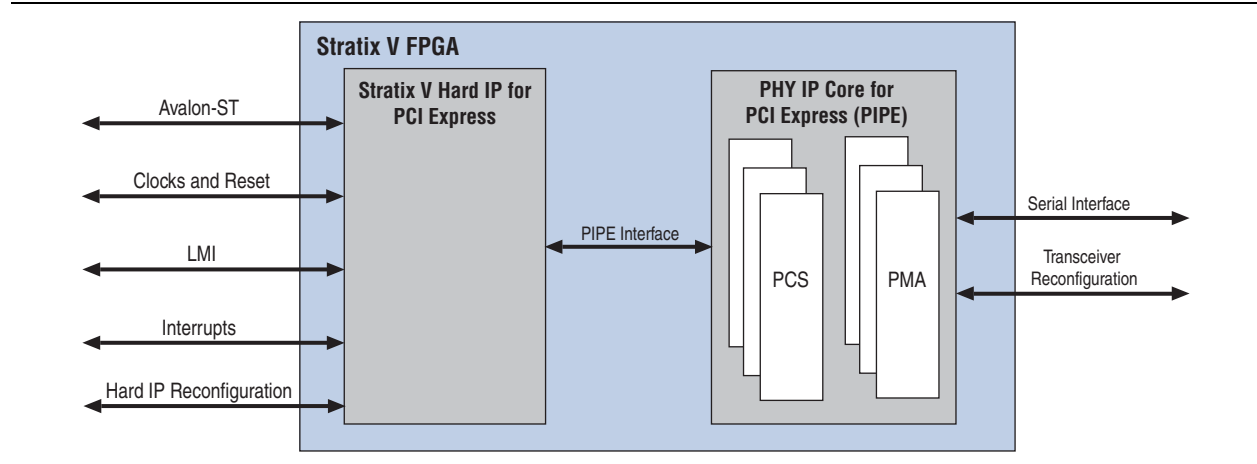 Stratix V FPGA
Stratix V Hard IP for
PCI Express
PHY IP Core for
PCI Express (PIPE)
Avalon-ST
Clocks and Reset
LMI
Interrupts
Hard IP Reconfiguration
PIPE Interface
PCS
PMA
Serial Interface
Transceiver
Reconfiguration